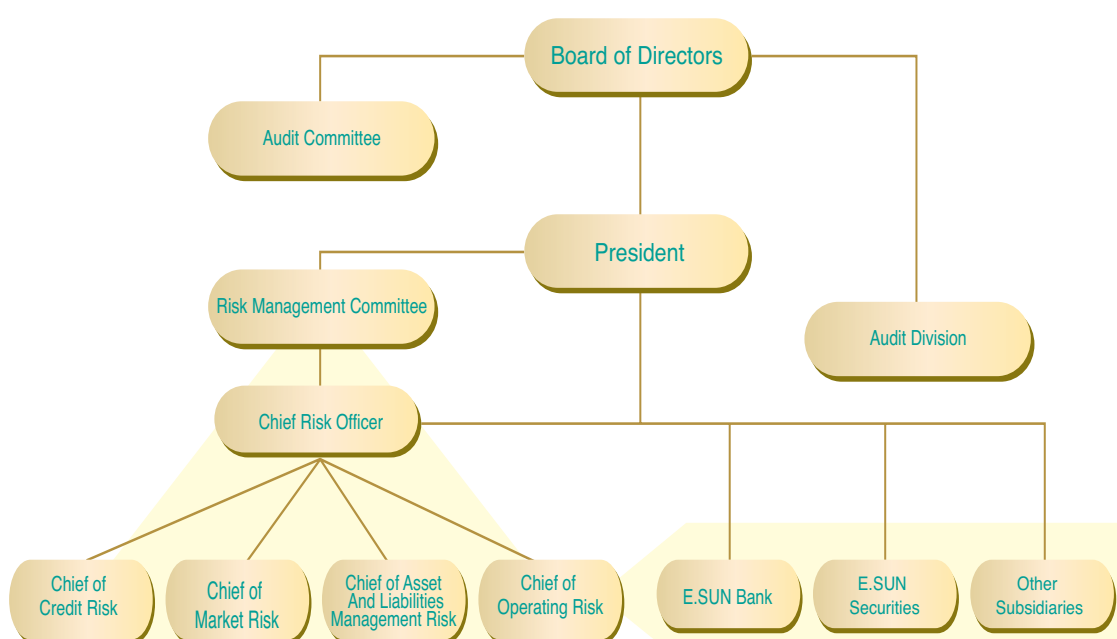 Board of Directors
Audit Committee
President
Risk Management Committee
Audit Division
Chief Risk Officer
Chief of
Credit Risk
Chief of
Market Risk
Chief of Asset
And Liabilities
Management Risk
Chief of
Operating Risk
E.SUN Bank
E.SUN
Securities
Other
Subsidiaries